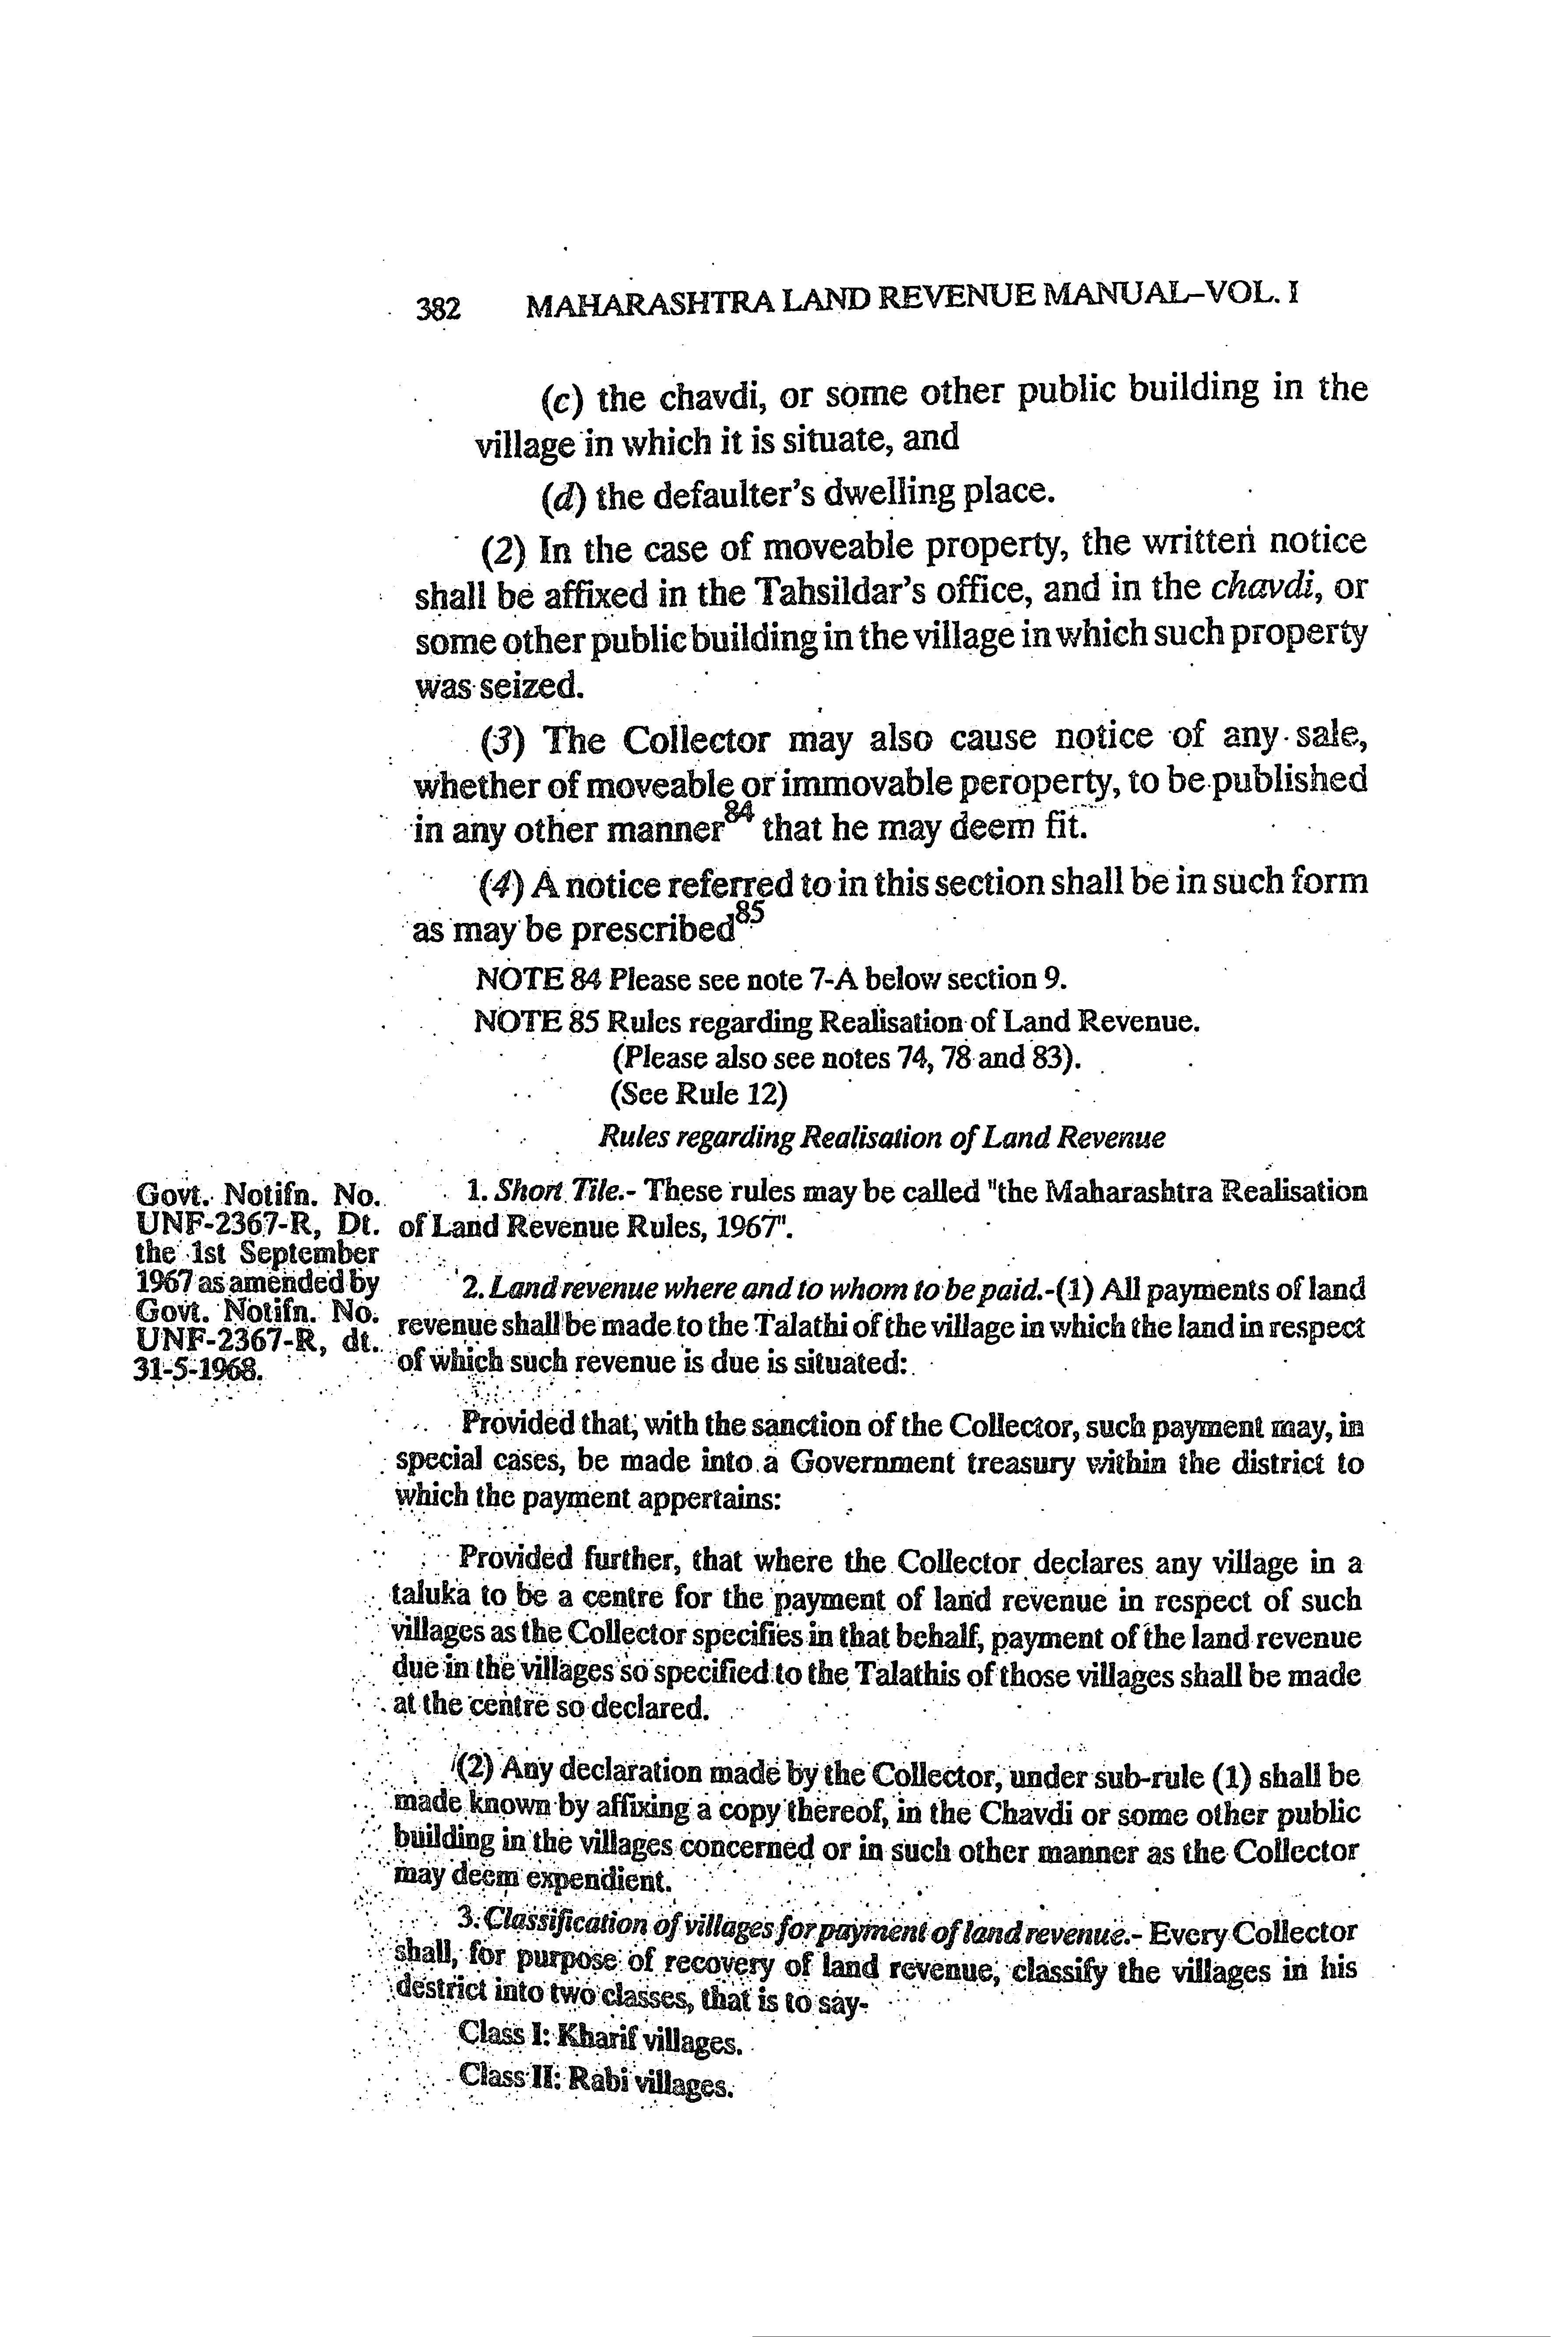 382 MAHARASHTRA LAND REVENUE MANUAL–VOL. I
(c) the chavdi, or some other public building in the
village in which it is situate, and
(d) the defaulter's dwelling place.
(2) In the case of moveable property, the written notice
shall be affixed in the Tahsildar's office, and in the chavdi, or
some other public building in the village in which such property
was seized.
(3) The Collector may also cause notice of any sale,
whether of moveable or immovable peroperty, to be published
in any other manner84 that he may deem fit.
(4) A notice referred to in this section shall be in such form
as may be prescribed85
NOTE 84 Please see note 7-A below section 9.
NOTE 85 Rules regarding Realisation of Land Revenue.
(Please also see notes 74, 78 and 83).
(See Rule 12)
Rules regarding Realisation of Land Revenue
Govt. Notifn. No.
UNF-2367-R, Dt.
the 1st September
1967 as amended by
Govt. Notifn. No.
UNF-2367-R, dt.
31-5-1968.
1. Short Tile.- These rules may be called "the Maharashtra Realisation
of Land Revenue Rules, 1967".
2. Land revenue where and to whom to be paid.-(1) All payments of land
revenue shall be made to the Talathi of the village in which the land in respect
of which such revenue is due is situated:
Provided that, with the sanction of the Collector, such payment may, in
special cases, be made into a Government treasury within the district to
which the payment appertains:
Provided further, that where the Collector declares any village in a
taluka to be a centre for the payment of land revenue in respect of such
villages as the Collector specifies in that behalf, payment of the land revenue
due in the villages so specified to the Talathis of those villages shall be made
at the centre so declared.
(2) Any declaration made by the Collector, under sub-rule (1) shall be
made known by affixing a copy thereof, in the Chavdi or some other public
building in the villages concerned or in such other manner as the Collector
may deem expendient.
3. Classification of villages for payment of land revenue.- Every Collector
shall, for purpose of recovery of land revenue, classify the villages in his
destrict into two classes, that is to say-
Class I: Kharif villages.
Class II: Rabi villages.